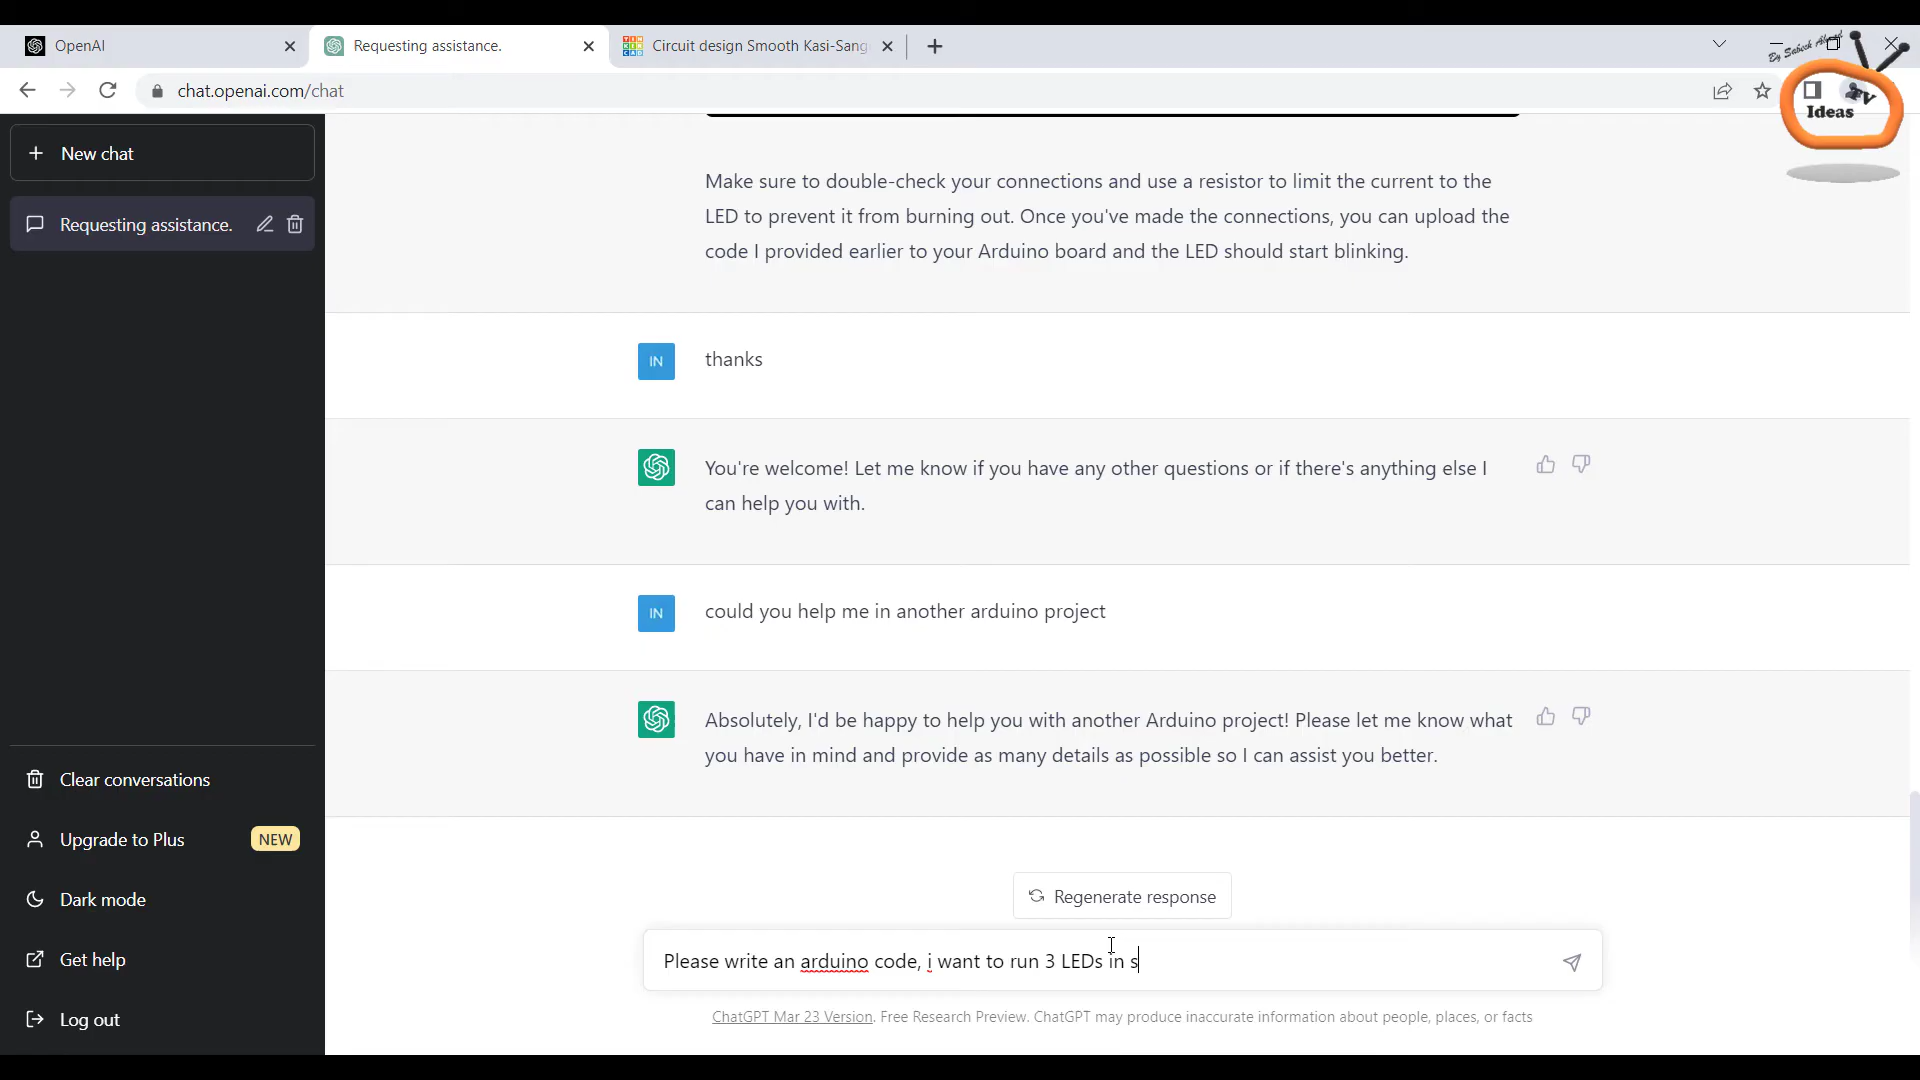 OpenAI
Requesting assistance.
Circuit design Smooth Kasi-Sang
By Sabeeh Ahmad
TV
Ideas
chat.openai.com/chat
New chat
Requesting assistance.
Make sure to double-check your connections and use a resistor to limit the current to the
LED to prevent it from burning out. Once you've made the connections, you can upload the
code I provided earlier to your Arduino board and the LED should start blinking.
IN
thanks
You're welcome! Let me know if you have any other questions or if there's anything else I
can help you with.
IN
could you help me in another arduino project
Absolutely, I'd be happy to help you with another Arduino project! Please let me know what
you have in mind and provide as many details as possible so I can assist you better.
Clear conversations
Upgrade to Plus NEW
Dark mode
Get help
Log out
Regenerate response
Please write an arduino code, i want to run 3 LEDs in s
ChatGPT Mar 23 Version. Free Research Preview. ChatGPT may produce inaccurate information about people, places, or facts